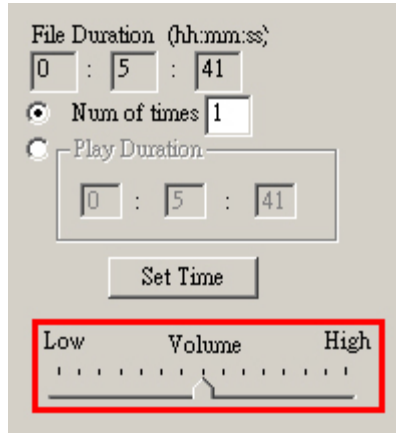 File Duration (hh:mm:ss)
0 : 5 : 41
Num of times 1
Play Duration
0 : 5 : 41
Set Time
Low Volume High